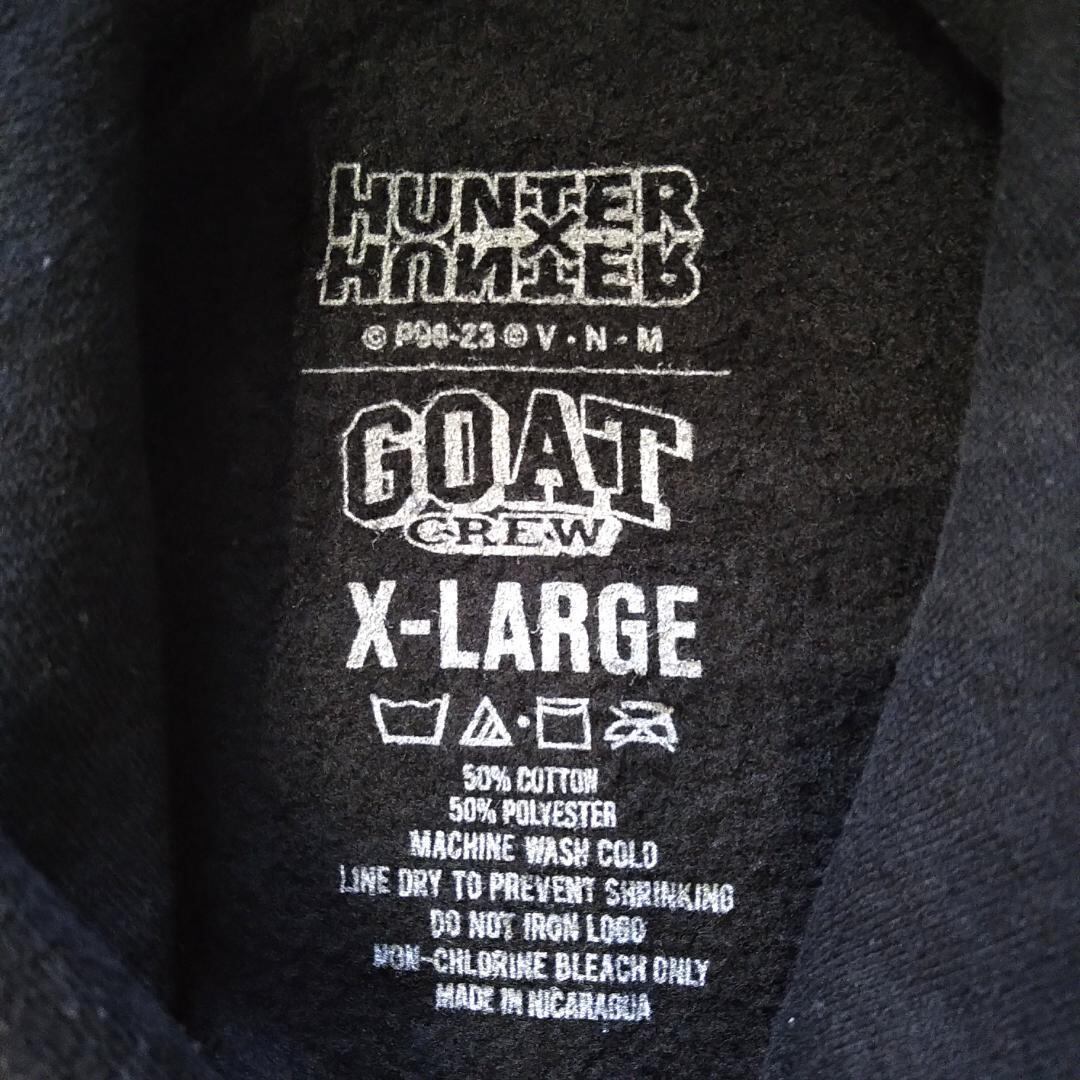 HUNTER
X
HUNTER
© P98-23 © V · N · M
GOAT
CREW
X-LARGE
50% COTTON
50% POLYESTER
MACHINE WASH COLD
LINE DRY TO PREVENT SHRINKING
DO NOT IRON LOGO
NON-CHLORINE BLEACH ONLY
MADE IN NICARAGUA